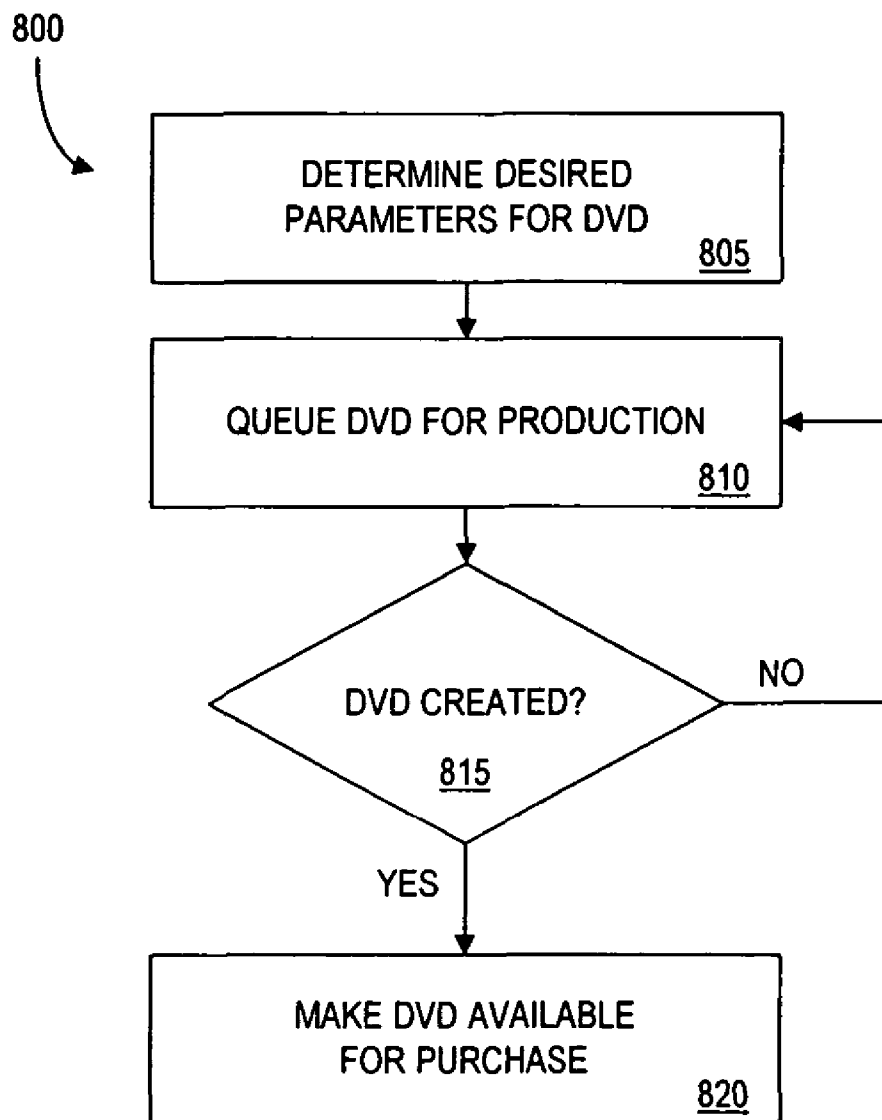 800
DETERMINE DESIRED
PARAMETERS FOR DVD
805
QUEUE DVD FOR PRODUCTION
810
DVD CREATED?
NO
815
YES
MAKE DVD AVAILABLE
FOR PURCHASE
820